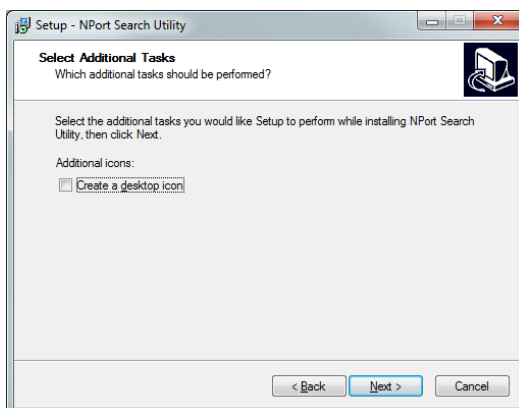 Setup - NPort Search Utility
Select Additional Tasks
Which additional tasks should be performed?
Select the additional tasks you would like Setup to perform while installing NPort Search
Utility, then click Next.
Additional icons:
Create a desktop icon
< Back
Next >
Cancel